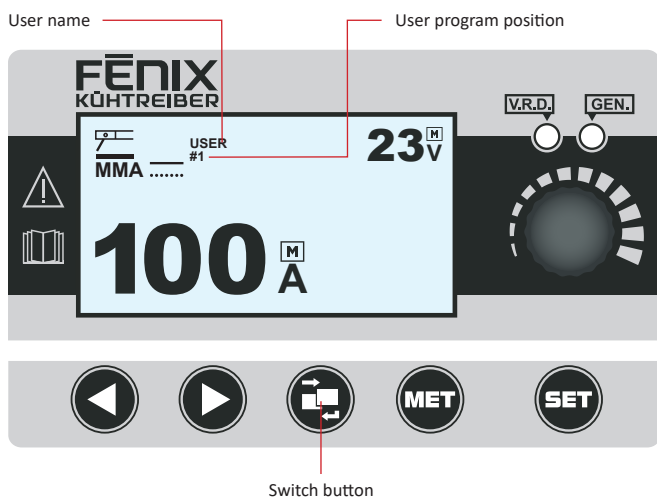 User name
User program position
FĒNIX
KÜHTREIBER
V.R.D.
GEN.
USER
#1
23 M V
MMA
100 M A
MET
SET
Switch button